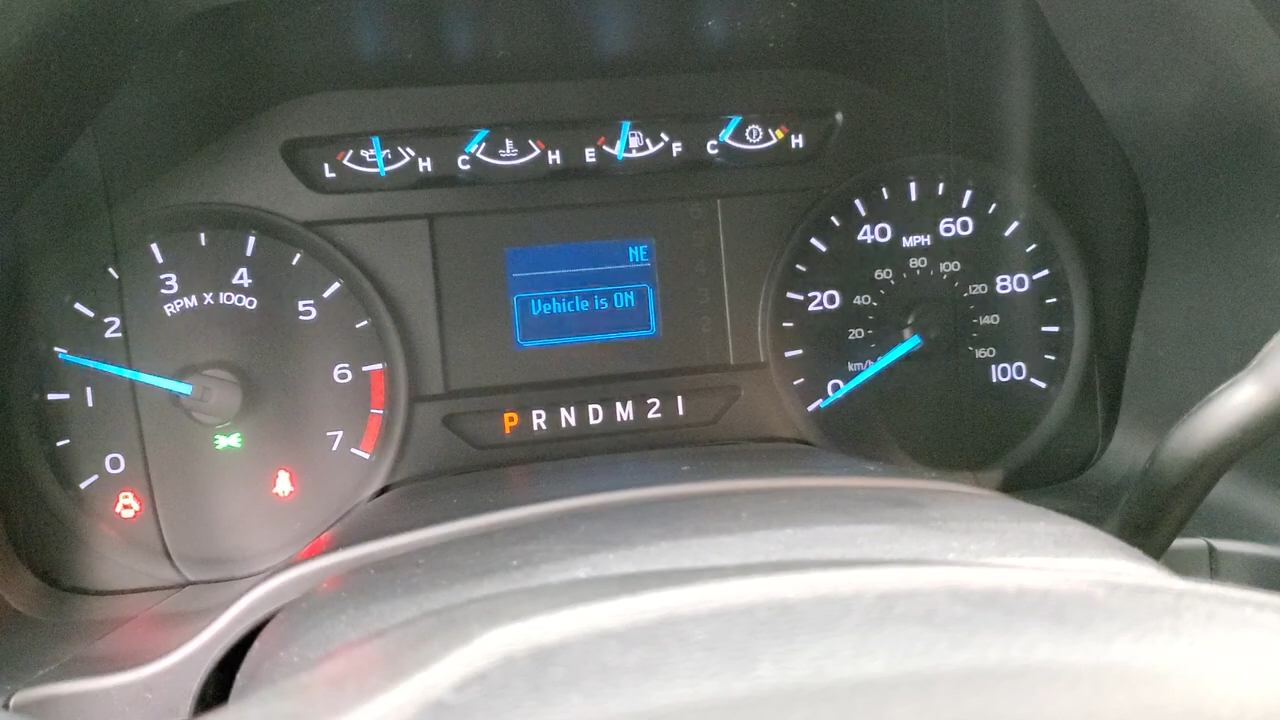 L H C H E F C H
NE
Vehicle is ON
P R N D M 2 1
0 1 2 3 4 5 6 7
RPM X 1000
0 20 40 60 80 100
MPH
20 40 60 80 100 120 140 160
km/h